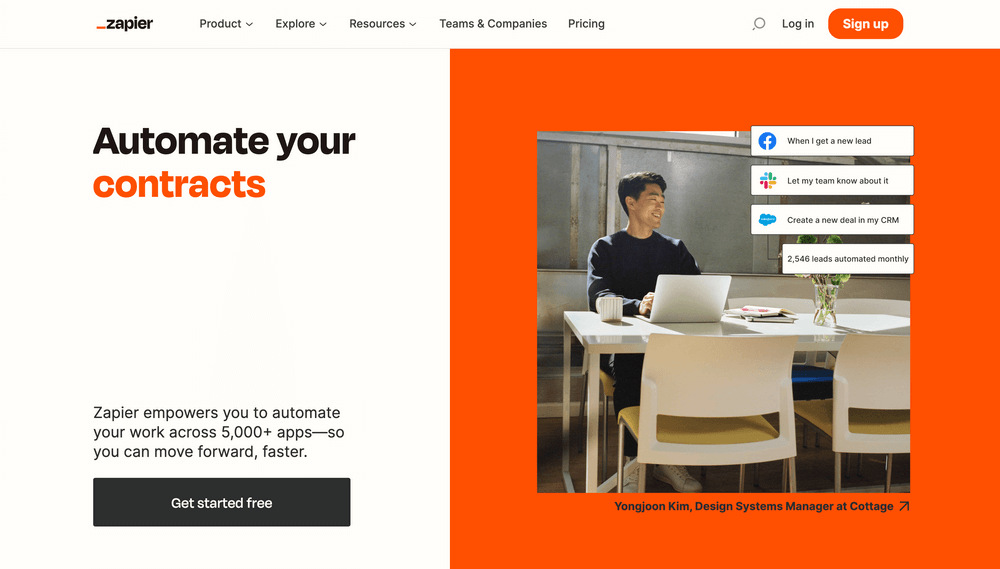 _zapier
Product
Explore
Resources
Teams & Companies
Pricing
Log in
Sign up
Automate your
contracts
Zapier empowers you to automate
your work across 5,000+ apps—so
you can move forward, faster.
Get started free
When I get a new lead
Let my team know about it
salesforce
Create a new deal in my CRM
2,546 leads automated monthly
Yongjoon Kim, Design Systems Manager at Cottage